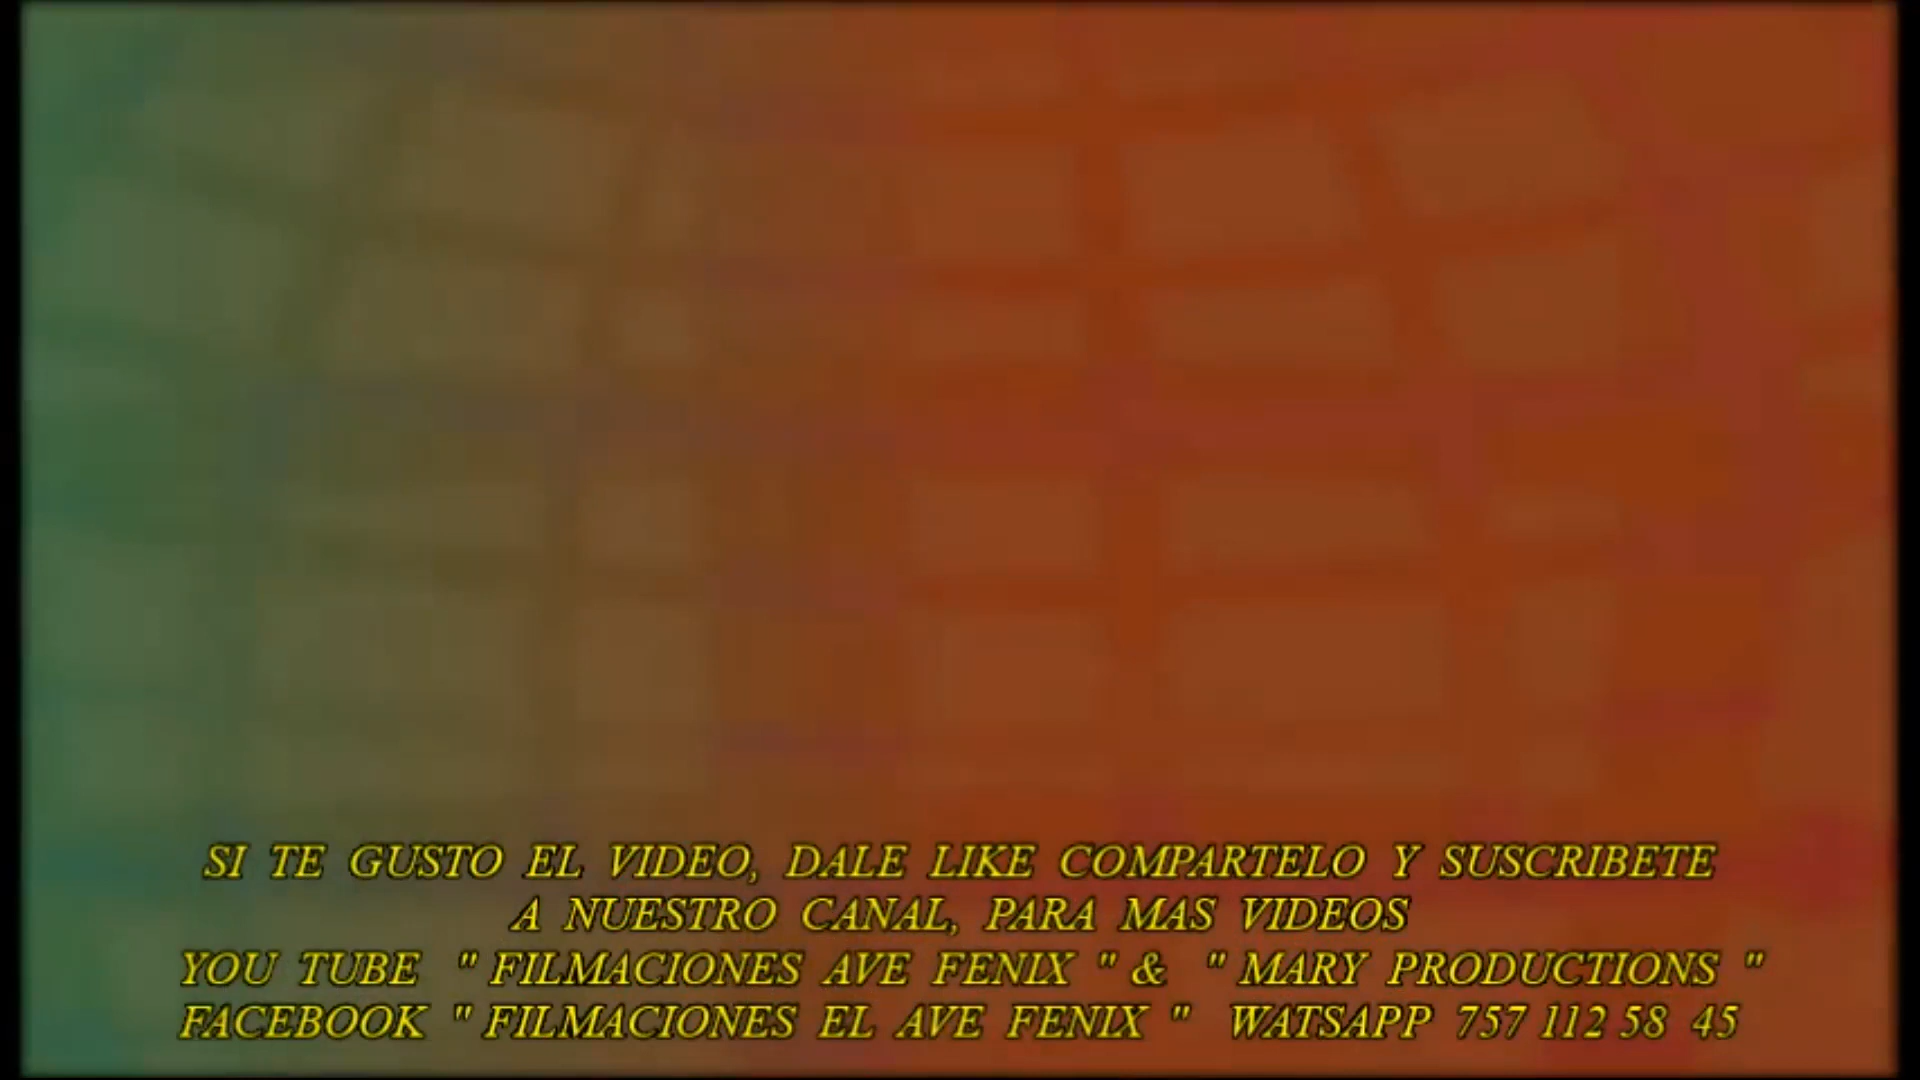 SI TE GUSTO EL VIDEO, DALE LIKE COMPARTELO Y SUSCRIBETE
A NUESTRO CANAL, PARA MAS VIDEOS
YOU TUBE " FILMACIONES AVE FENIX " & " MARY PRODUCTIONS "
FACEBOOK " FILMACIONES EL AVE FENIX " WATSAPP 757 112 58 45